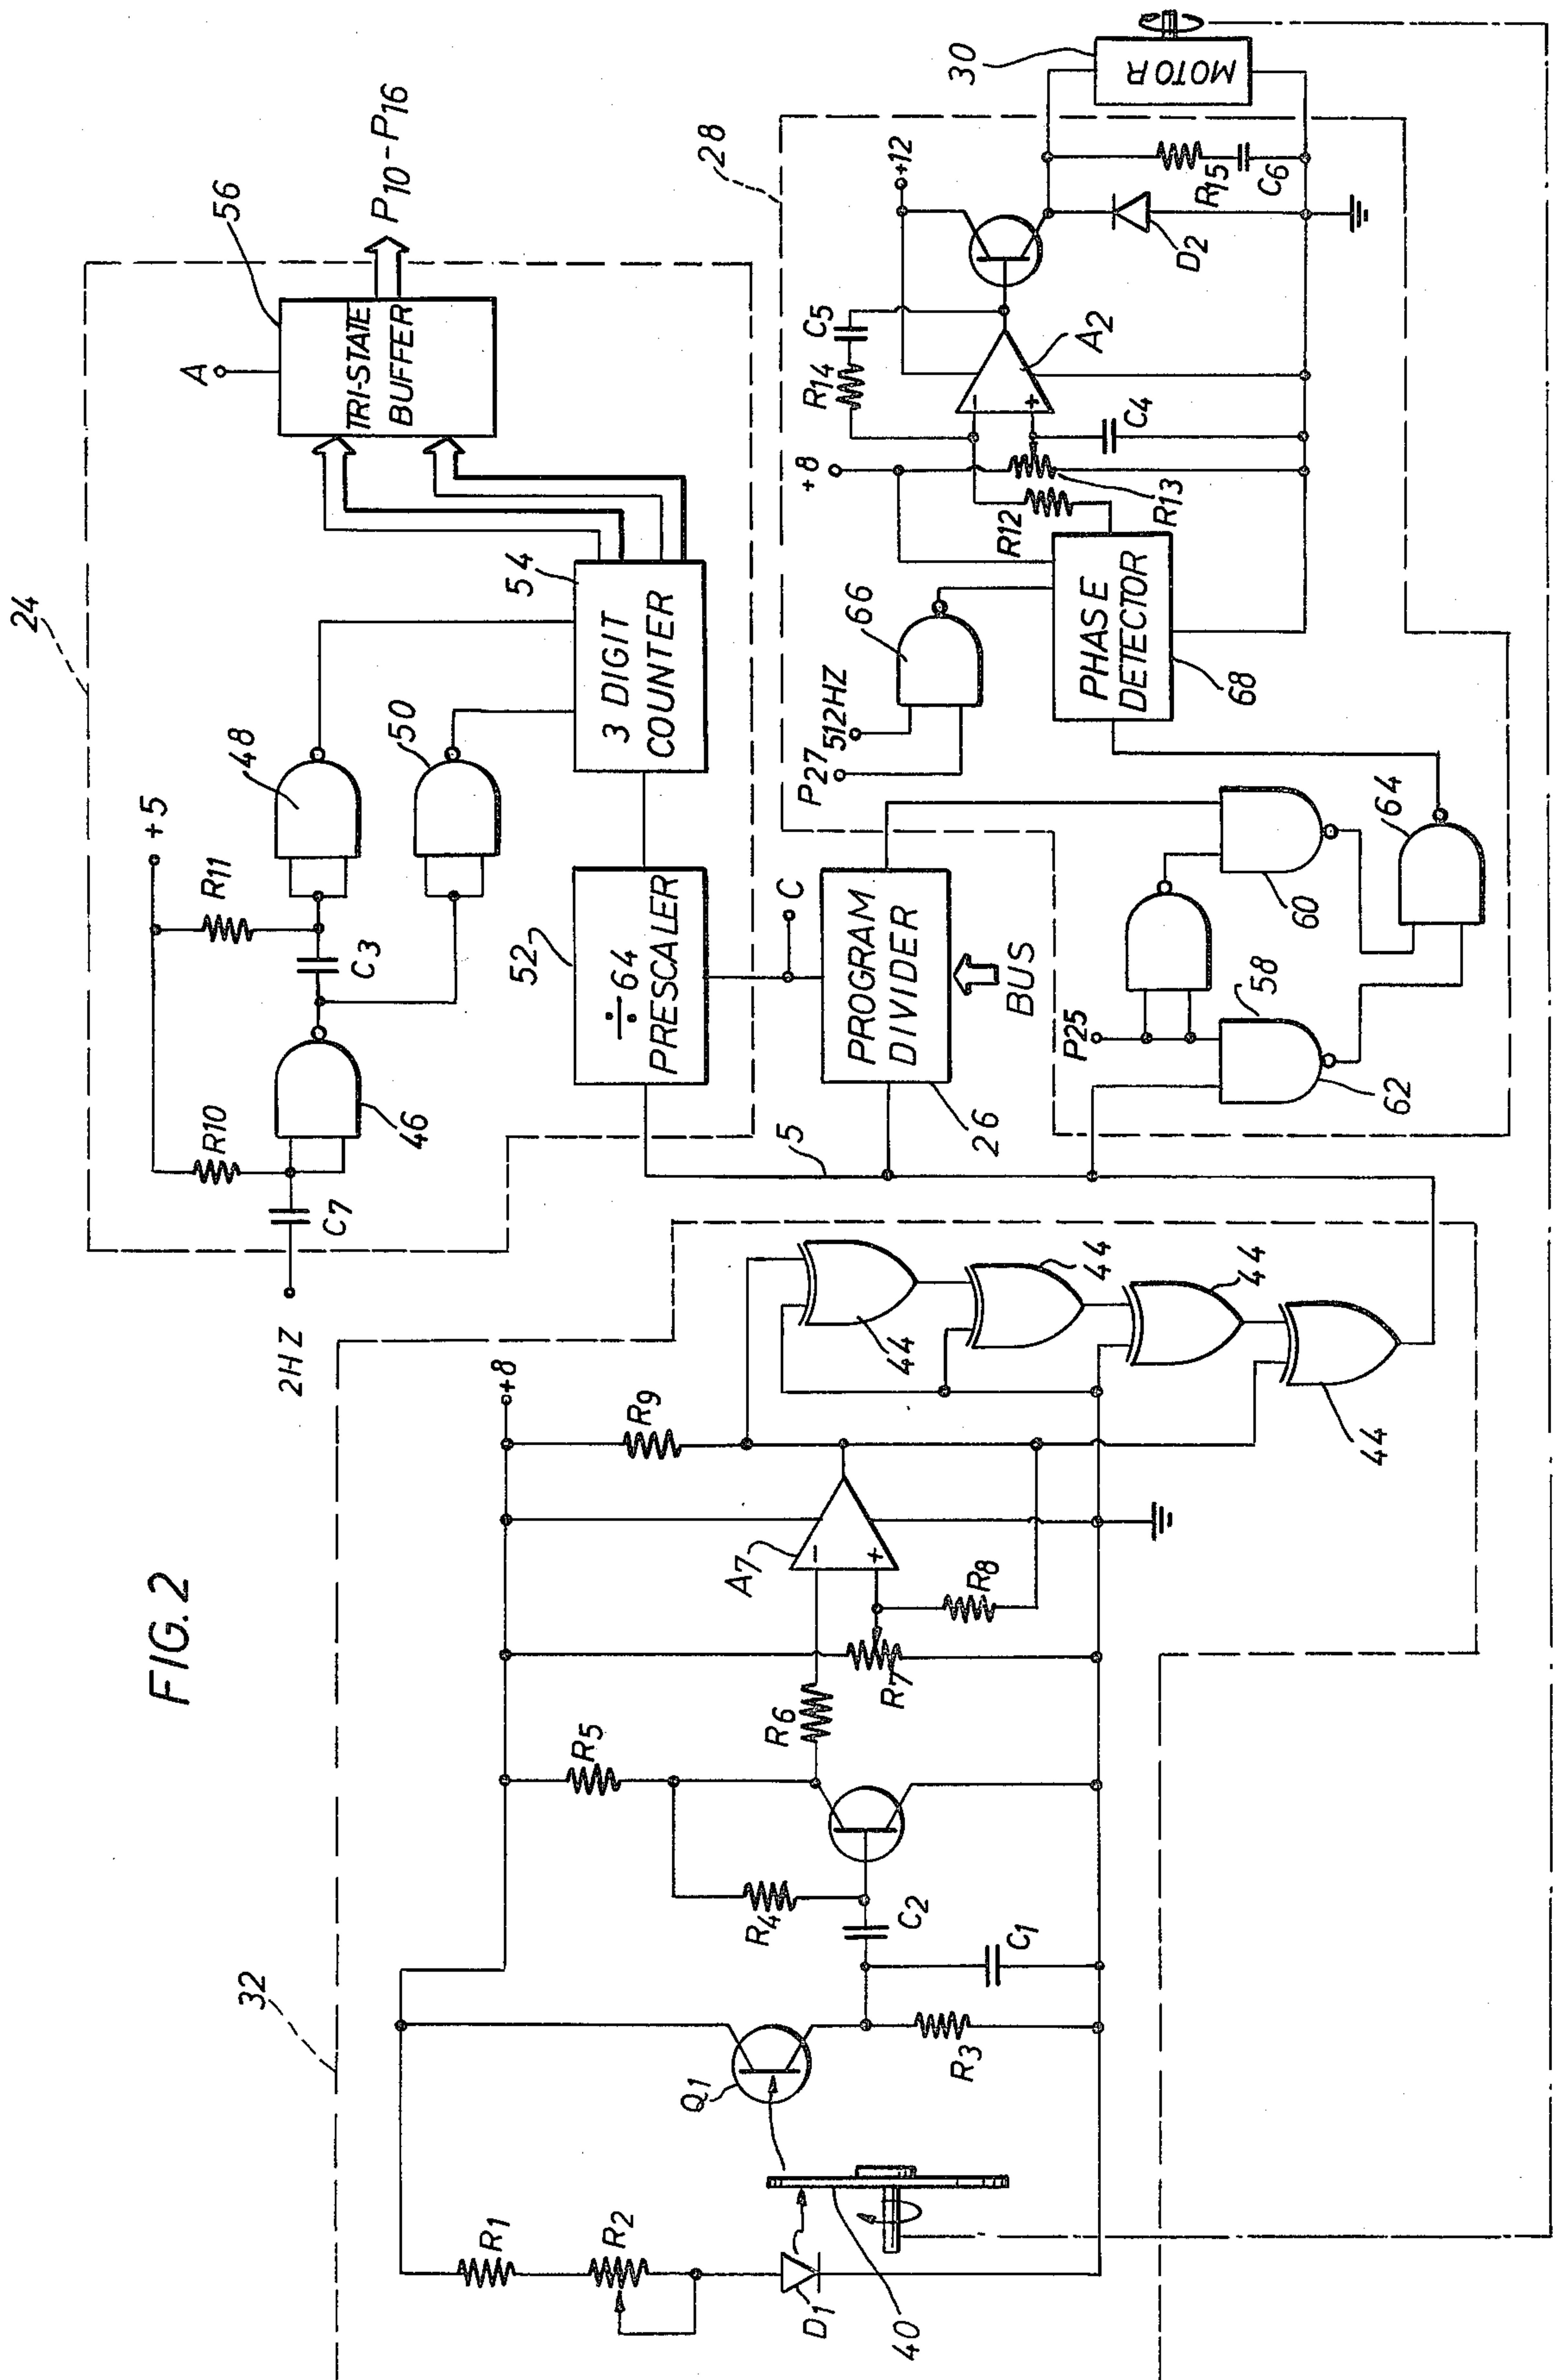 FIG. 2
24
56
A
TRI-STATE
BUFFER
P10-P16
+5
R10
R11
48
50
54
46
C3
C7
2HZ
3 DIGIT
COUNTER
52
÷64
PRESCALER
C
PROGRAM
DIVIDER
26
BUS
5
28
30
MOTOR
+12
+8
R14
C5
A2
R15
C6
D2
C4
R13
R12
66
P27
512HZ
PHASE
DETECTOR
68
P25
58
60
62
64
32
+8
R1
R2
D1
40
Q1
R3
C1
C2
R4
R5
R6
R7
R8
A7
R9
44
44
44
44